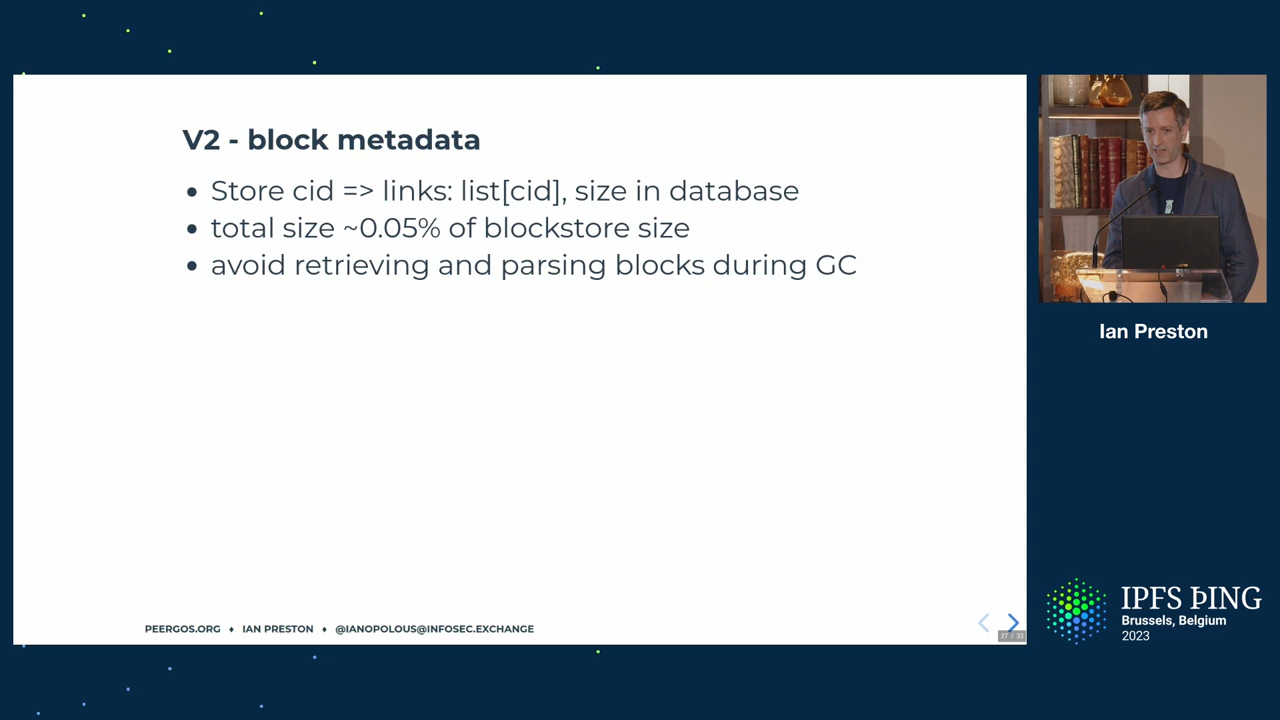 V2 - block metadata
• Store cid => links: list[cid], size in database
• total size ~0.05% of blockstore size
• avoid retrieving and parsing blocks during GC
PEERGOS.ORG ♦ IAN PRESTON ♦ @IANOPOLOUS@INFOSEC.EXCHANGE
27 / 33
Ian Preston
IPFS ÞING
Brussels, Belgium
2023